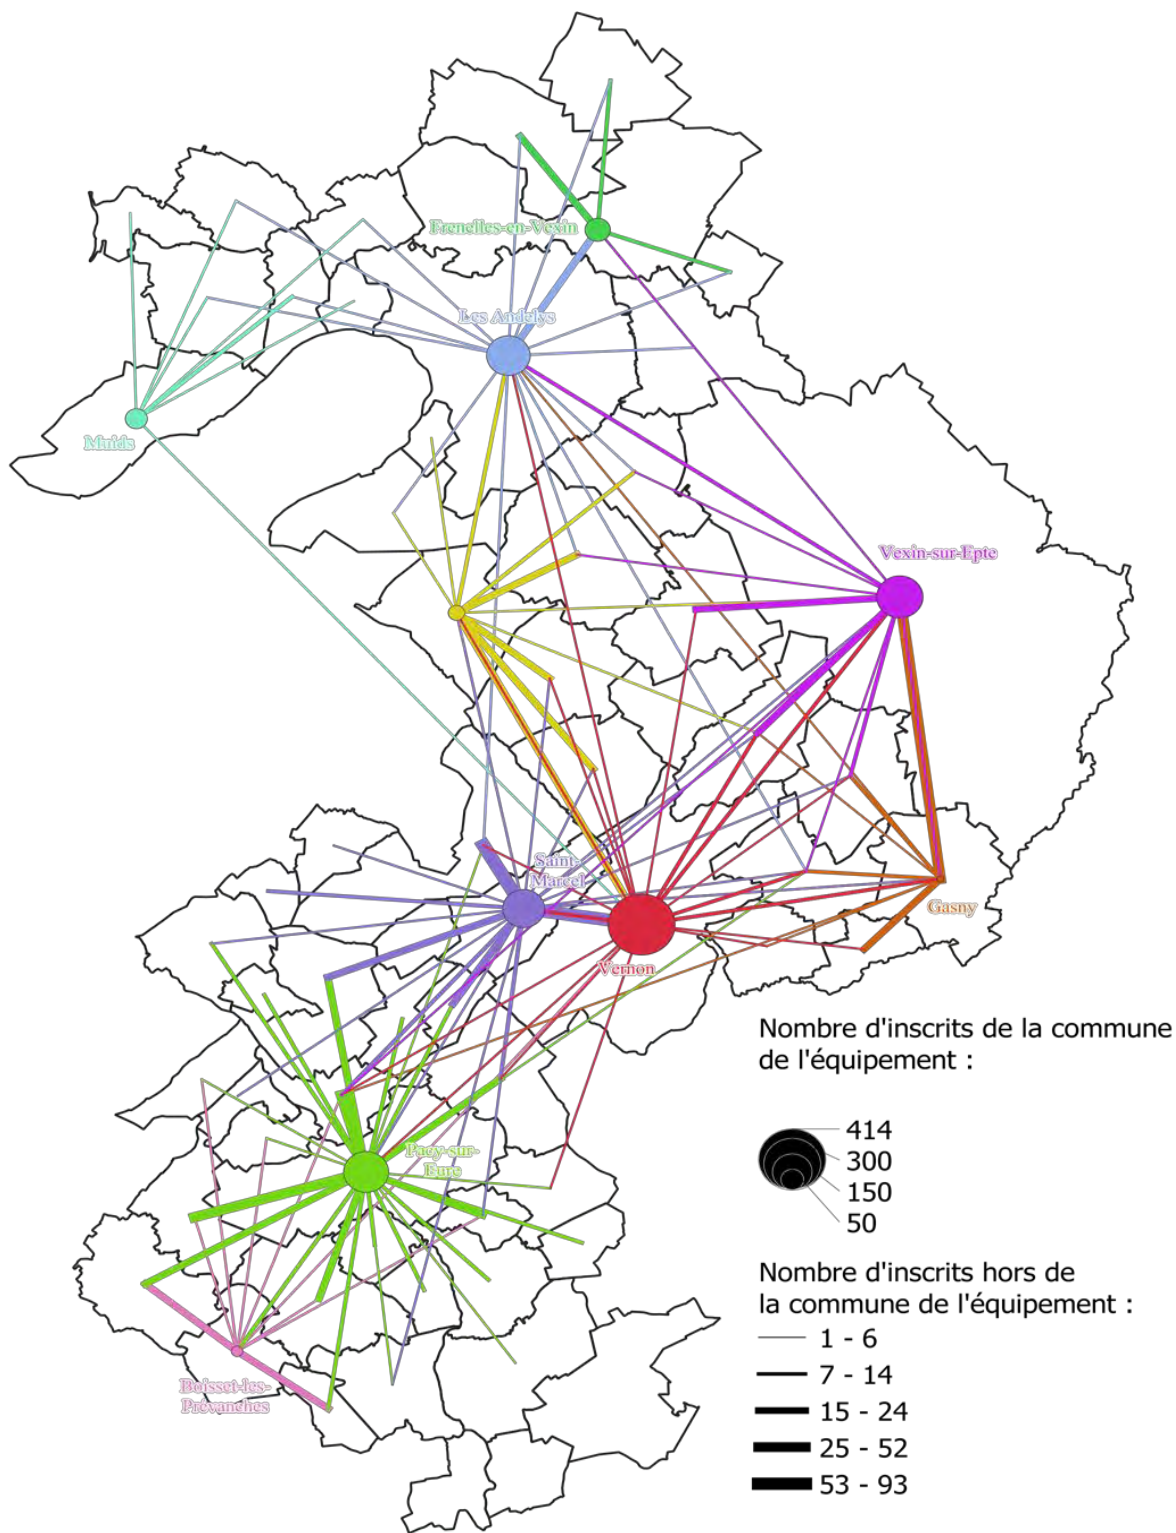 Frenelles-en-Vexin
Les Andelys
Muids
Vexin-sur-Epte
Saint-
Marcel
Gasny
Vernon
Nombre d'inscrits de la commune
de l'équipement :
414
300
150
50
Pacy-sur-
Eure
Nombre d'inscrits hors de
la commune de l'équipement :
1 - 6
7 - 14
15 - 24
25 - 52
53 - 93
Boisset-les-
Prévanches